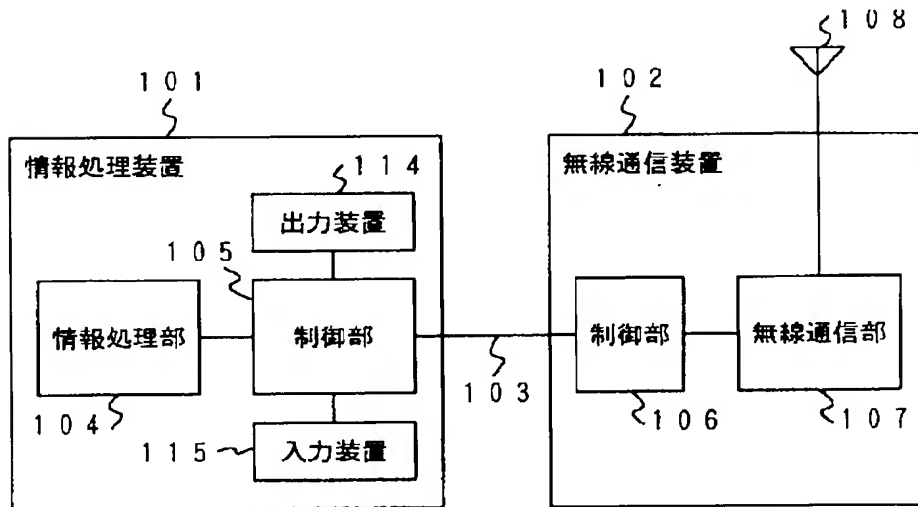 108
101
102
情報処理装置
114
無線通信装置
出力装置
105
情報処理部
制御部
制御部
無線通信部
103
104
106
107
115
入力装置